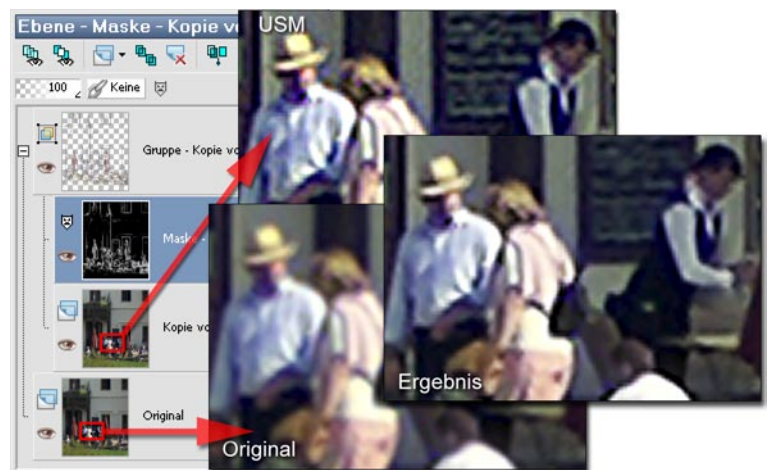 Ebene - Maske - Kopie vo
USM
100
Keine
Gruppe - Kopie vo
Maske -
Kopie vo
Ergebnis
Original
Original